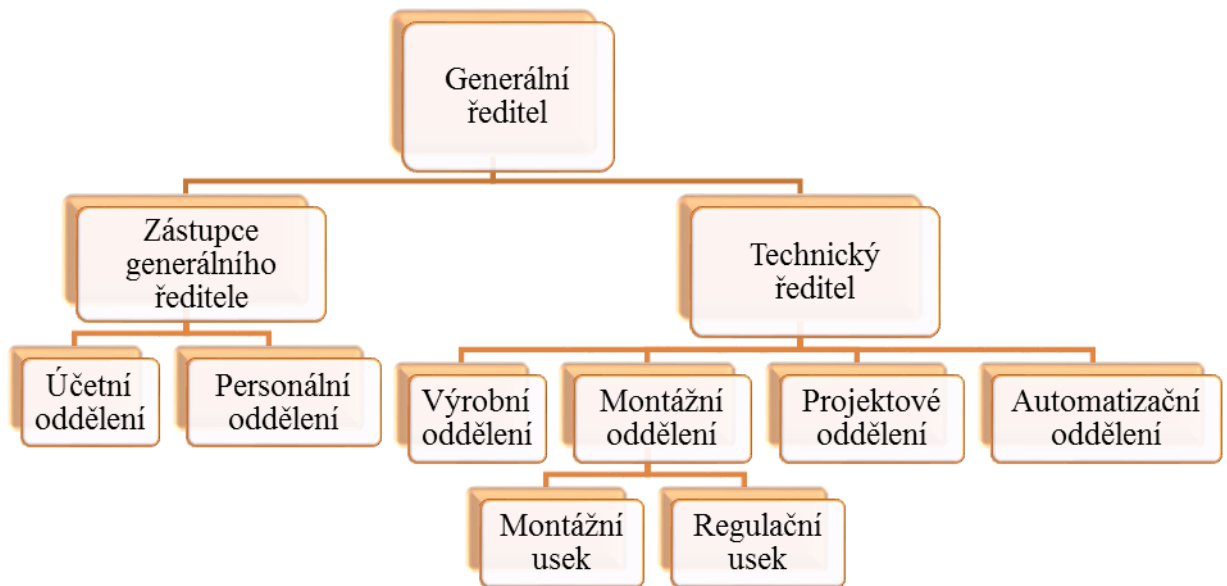 Generální
ředitel
Zástupce
generálního
ředitele
Technický
ředitel
Účetní
oddělení
Personální
oddělení
Výrobní
oddělení
Montážní
oddělení
Projektové
oddělení
Automatizační
oddělení
Montážní
usek
Regulační
usek